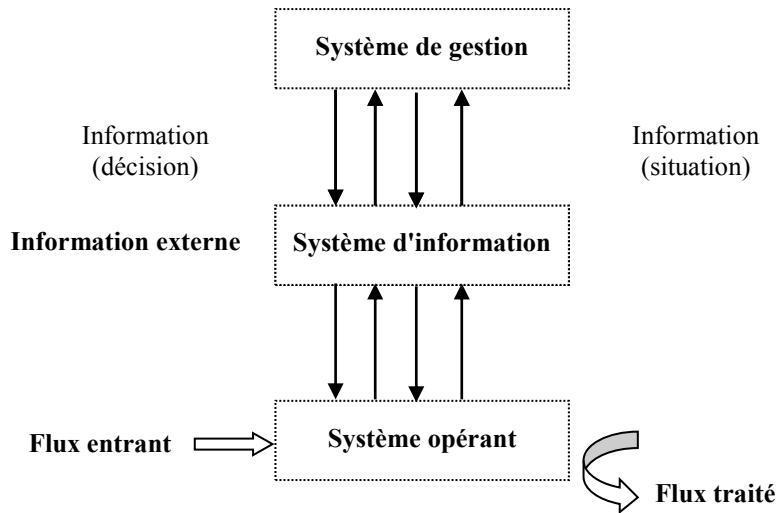 Système de gestion
Information
(décision)
Information
(situation)
Information externe
Système d'information
Flux entrant
Système opérant
Flux traité